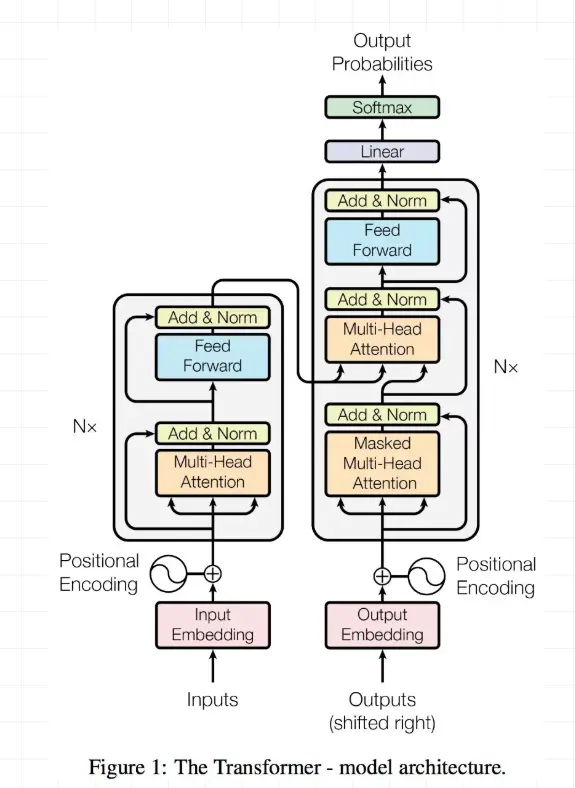 Output
Probabilities
Softmax
Linear
Add & Norm
Feed
Forward
Add & Norm
Multi-Head
Attention
Add & Norm
Masked
Multi-Head
Attention
Nx
Add & Norm
Feed
Forward
Add & Norm
Multi-Head
Attention
Nx
Positional
Encoding
Positional
Encoding
Input
Embedding
Output
Embedding
Inputs
Outputs
(shifted right)
Figure 1: The Transformer - model architecture.